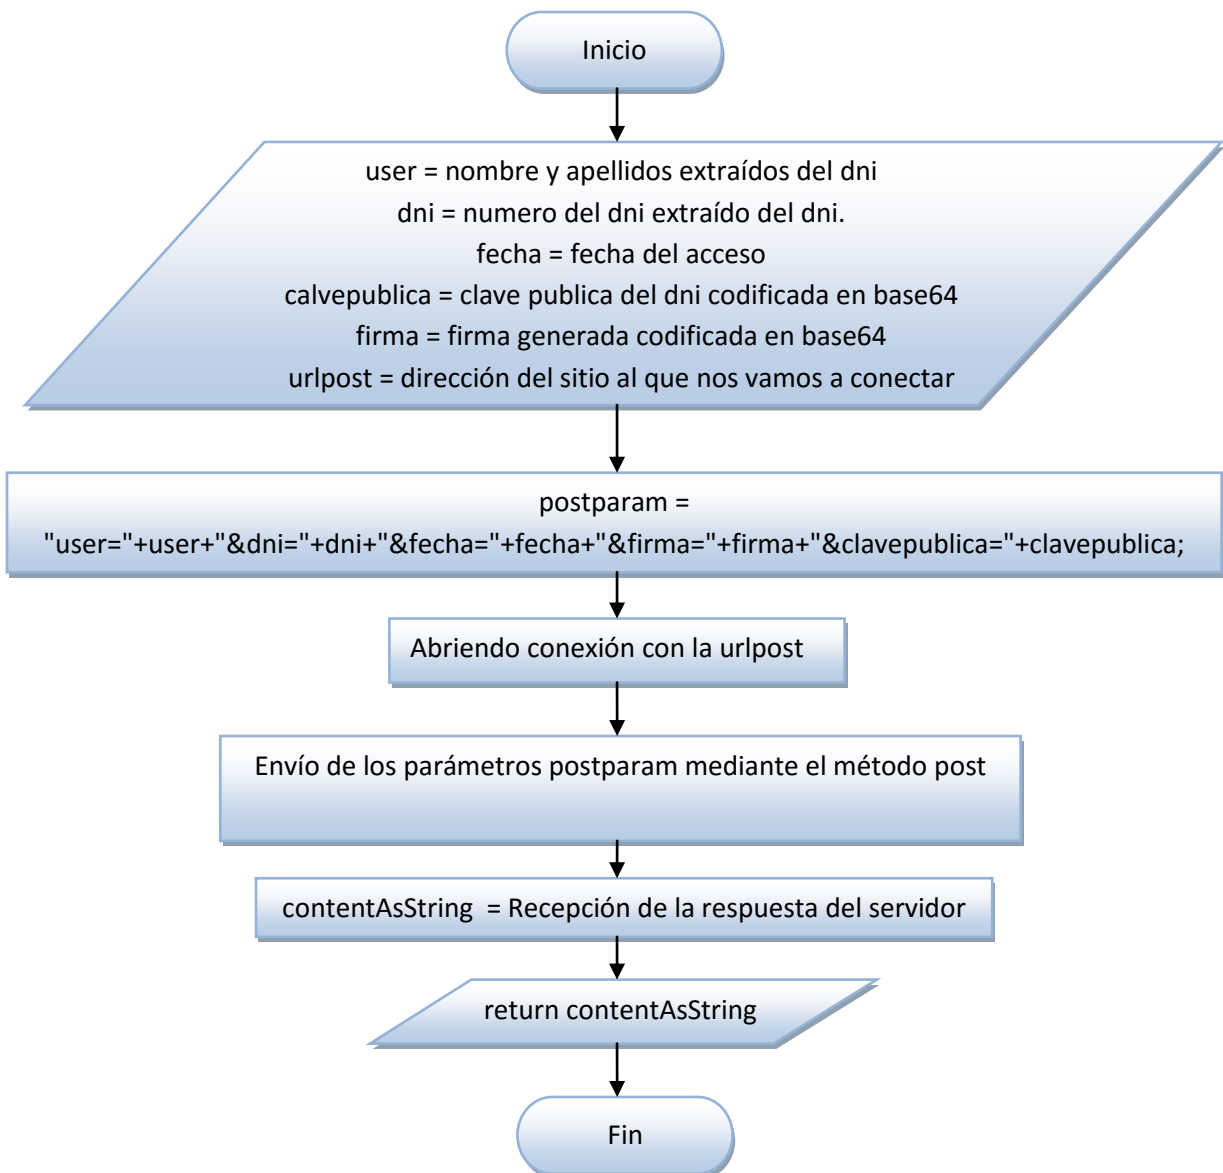 Inicio
user = nombre y apellidos extraídos del dni
dni = numero del dni extraído del dni.
fecha = fecha del acceso
calvepublica = clave publica del dni codificada en base64
firma = firma generada codificada en base64
urlpost = dirección del sitio al que nos vamos a conectar
postparam =
"user="+user+"&dni="+dni+"&fecha="+fecha+"&firma="+firma+"&clavepublica="+clavepublica;
Abriendo conexión con la urlpost
Envío de los parámetros postparam mediante el método post
contentAsString = Recepción de la respuesta del servidor
return contentAsString
Fin